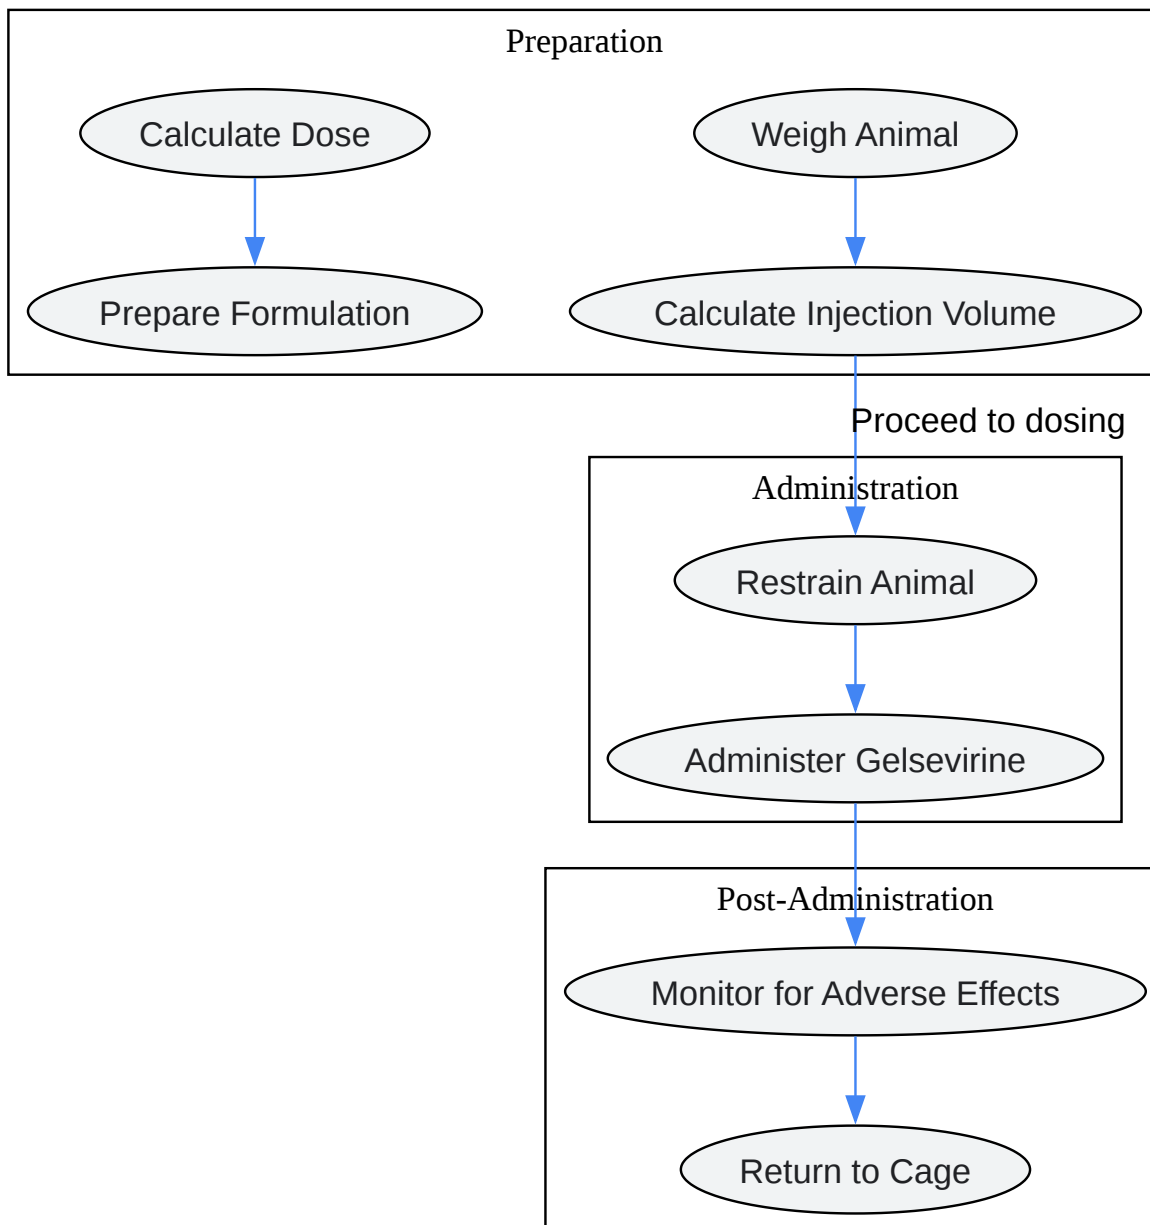 Preparation
Calculate Dose
Weigh Animal
Prepare Formulation
Calculate Injection Volume
Proceed to dosing
Administration
Restrain Animal
Administer Gelsevirine
Post-Administration
Monitor for Adverse Effects
Return to Cage